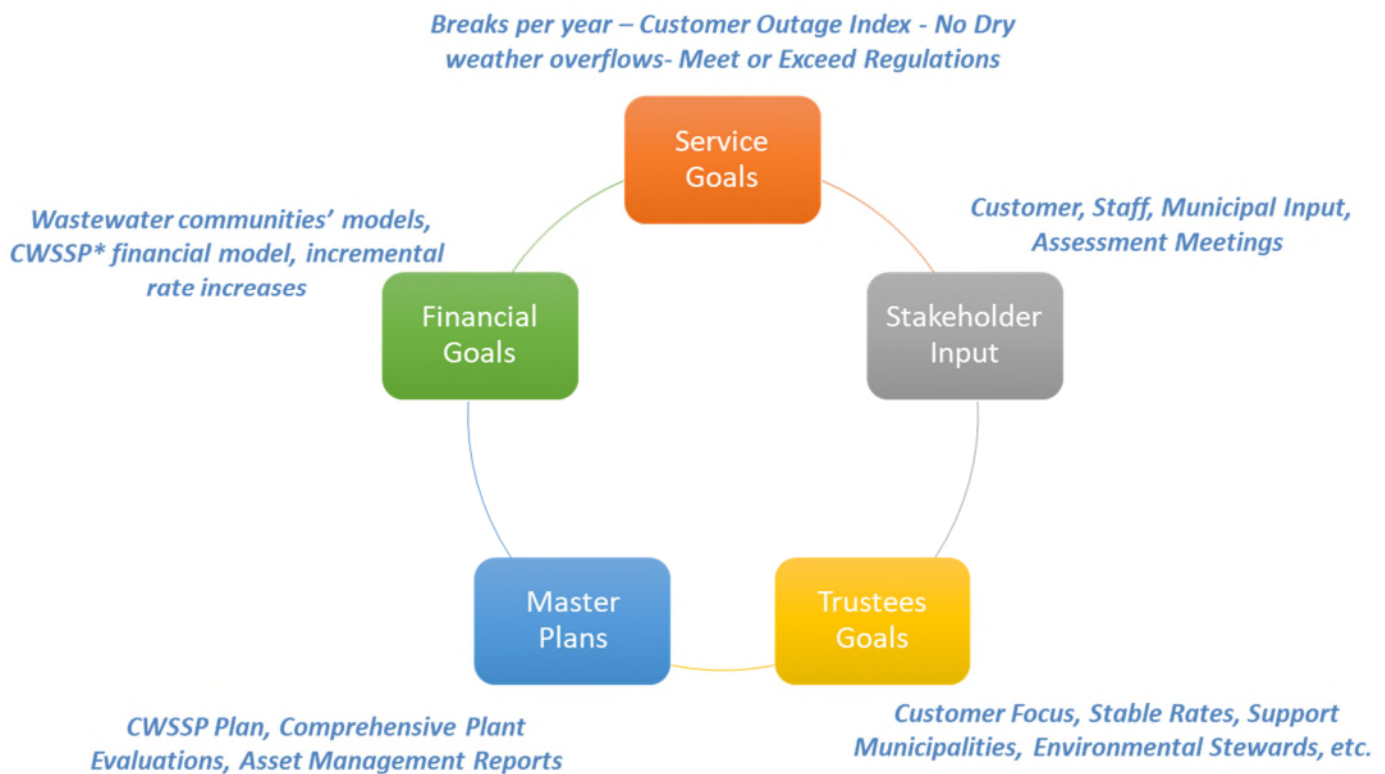 Breaks per year – Customer Outage Index - No Dry
weather overflows- Meet or Exceed Regulations
Service
Goals
Customer, Staff, Municipal Input,
Assessment Meetings
Stakeholder
Input
Trustees
Goals
Customer Focus, Stable Rates, Support
Municipalities, Environmental Stewards, etc.
Master
Plans
CWSSP Plan, Comprehensive Plant
Evaluations, Asset Management Reports
Financial
Goals
Wastewater communities’ models,
CWSSP* financial model, incremental
rate increases